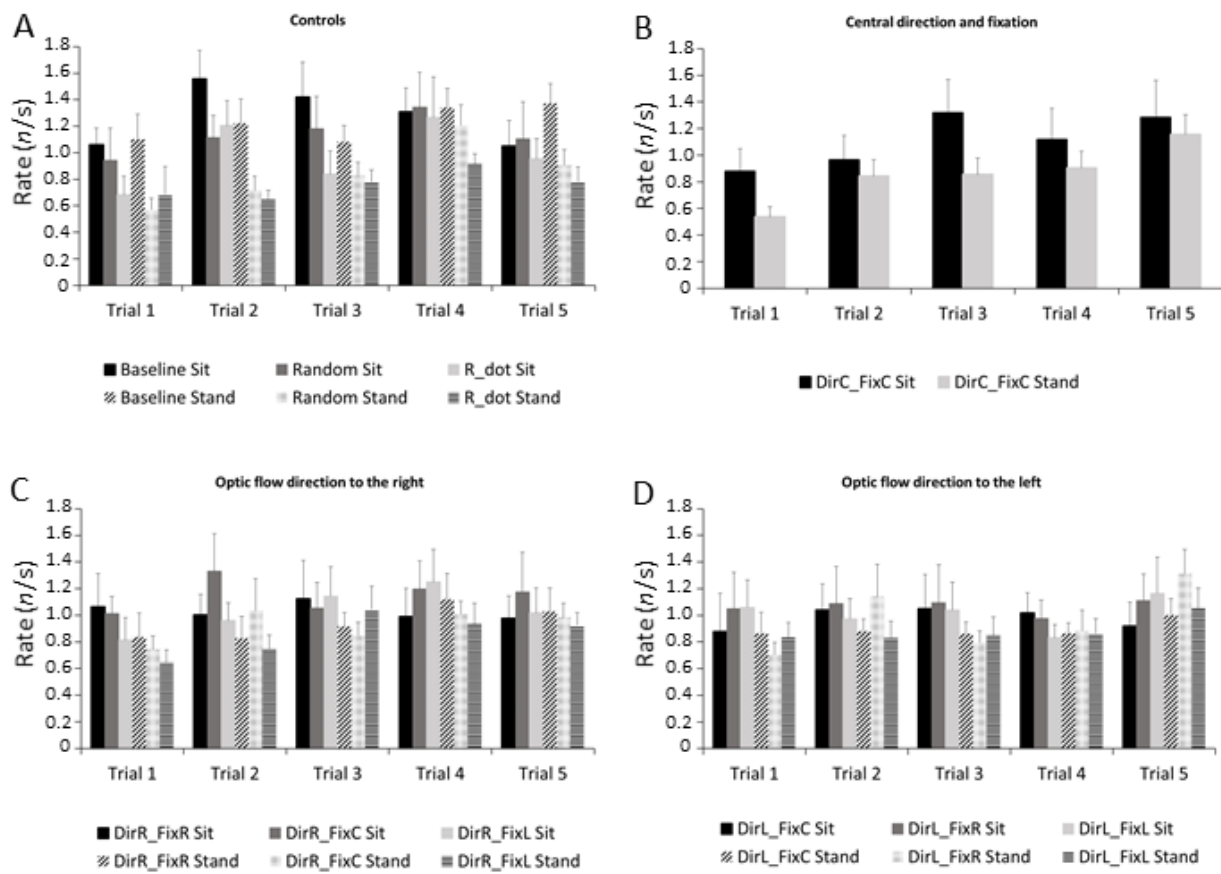 A
Controls
Rate (n/s)
1.8
1.6
1.4
1.2
1.0
0.8
0.6
0.4
0.2
0
Trial 1 Trial 2 Trial 3 Trial 4 Trial 5
Baseline Sit Random Sit R_dot Sit
Baseline Stand Random Stand R_dot Stand
B
Central direction and fixation
Rate (n/s)
1.8
1.6
1.4
1.2
1.0
0.8
0.6
0.4
0.2
0
Trial 1 Trial 2 Trial 3 Trial 4 Trial 5
DirC_FixC Sit DirC_FixC Stand
C
Optic flow direction to the right
Rate (n/s)
1.8
1.6
1.4
1.2
1.0
0.8
0.6
0.4
0.2
0
Trial 1 Trial 2 Trial 3 Trial 4 Trial 5
DirR_FixR Sit DirR_FixC Sit DirR_FixL Sit
DirR_FixR Stand DirR_FixC Stand DirR_FixL Stand
D
Optic flow direction to the left
Rate (n/s)
1.8
1.6
1.4
1.2
1.0
0.8
0.6
0.4
0.2
0
Trial 1 Trial 2 Trial 3 Trial 4 Trial 5
DirL_FixC Sit DirL_FixR Sit DirL_FixL Sit
DirL_FixC Stand DirL_FixR Stand DirL_FixL Stand